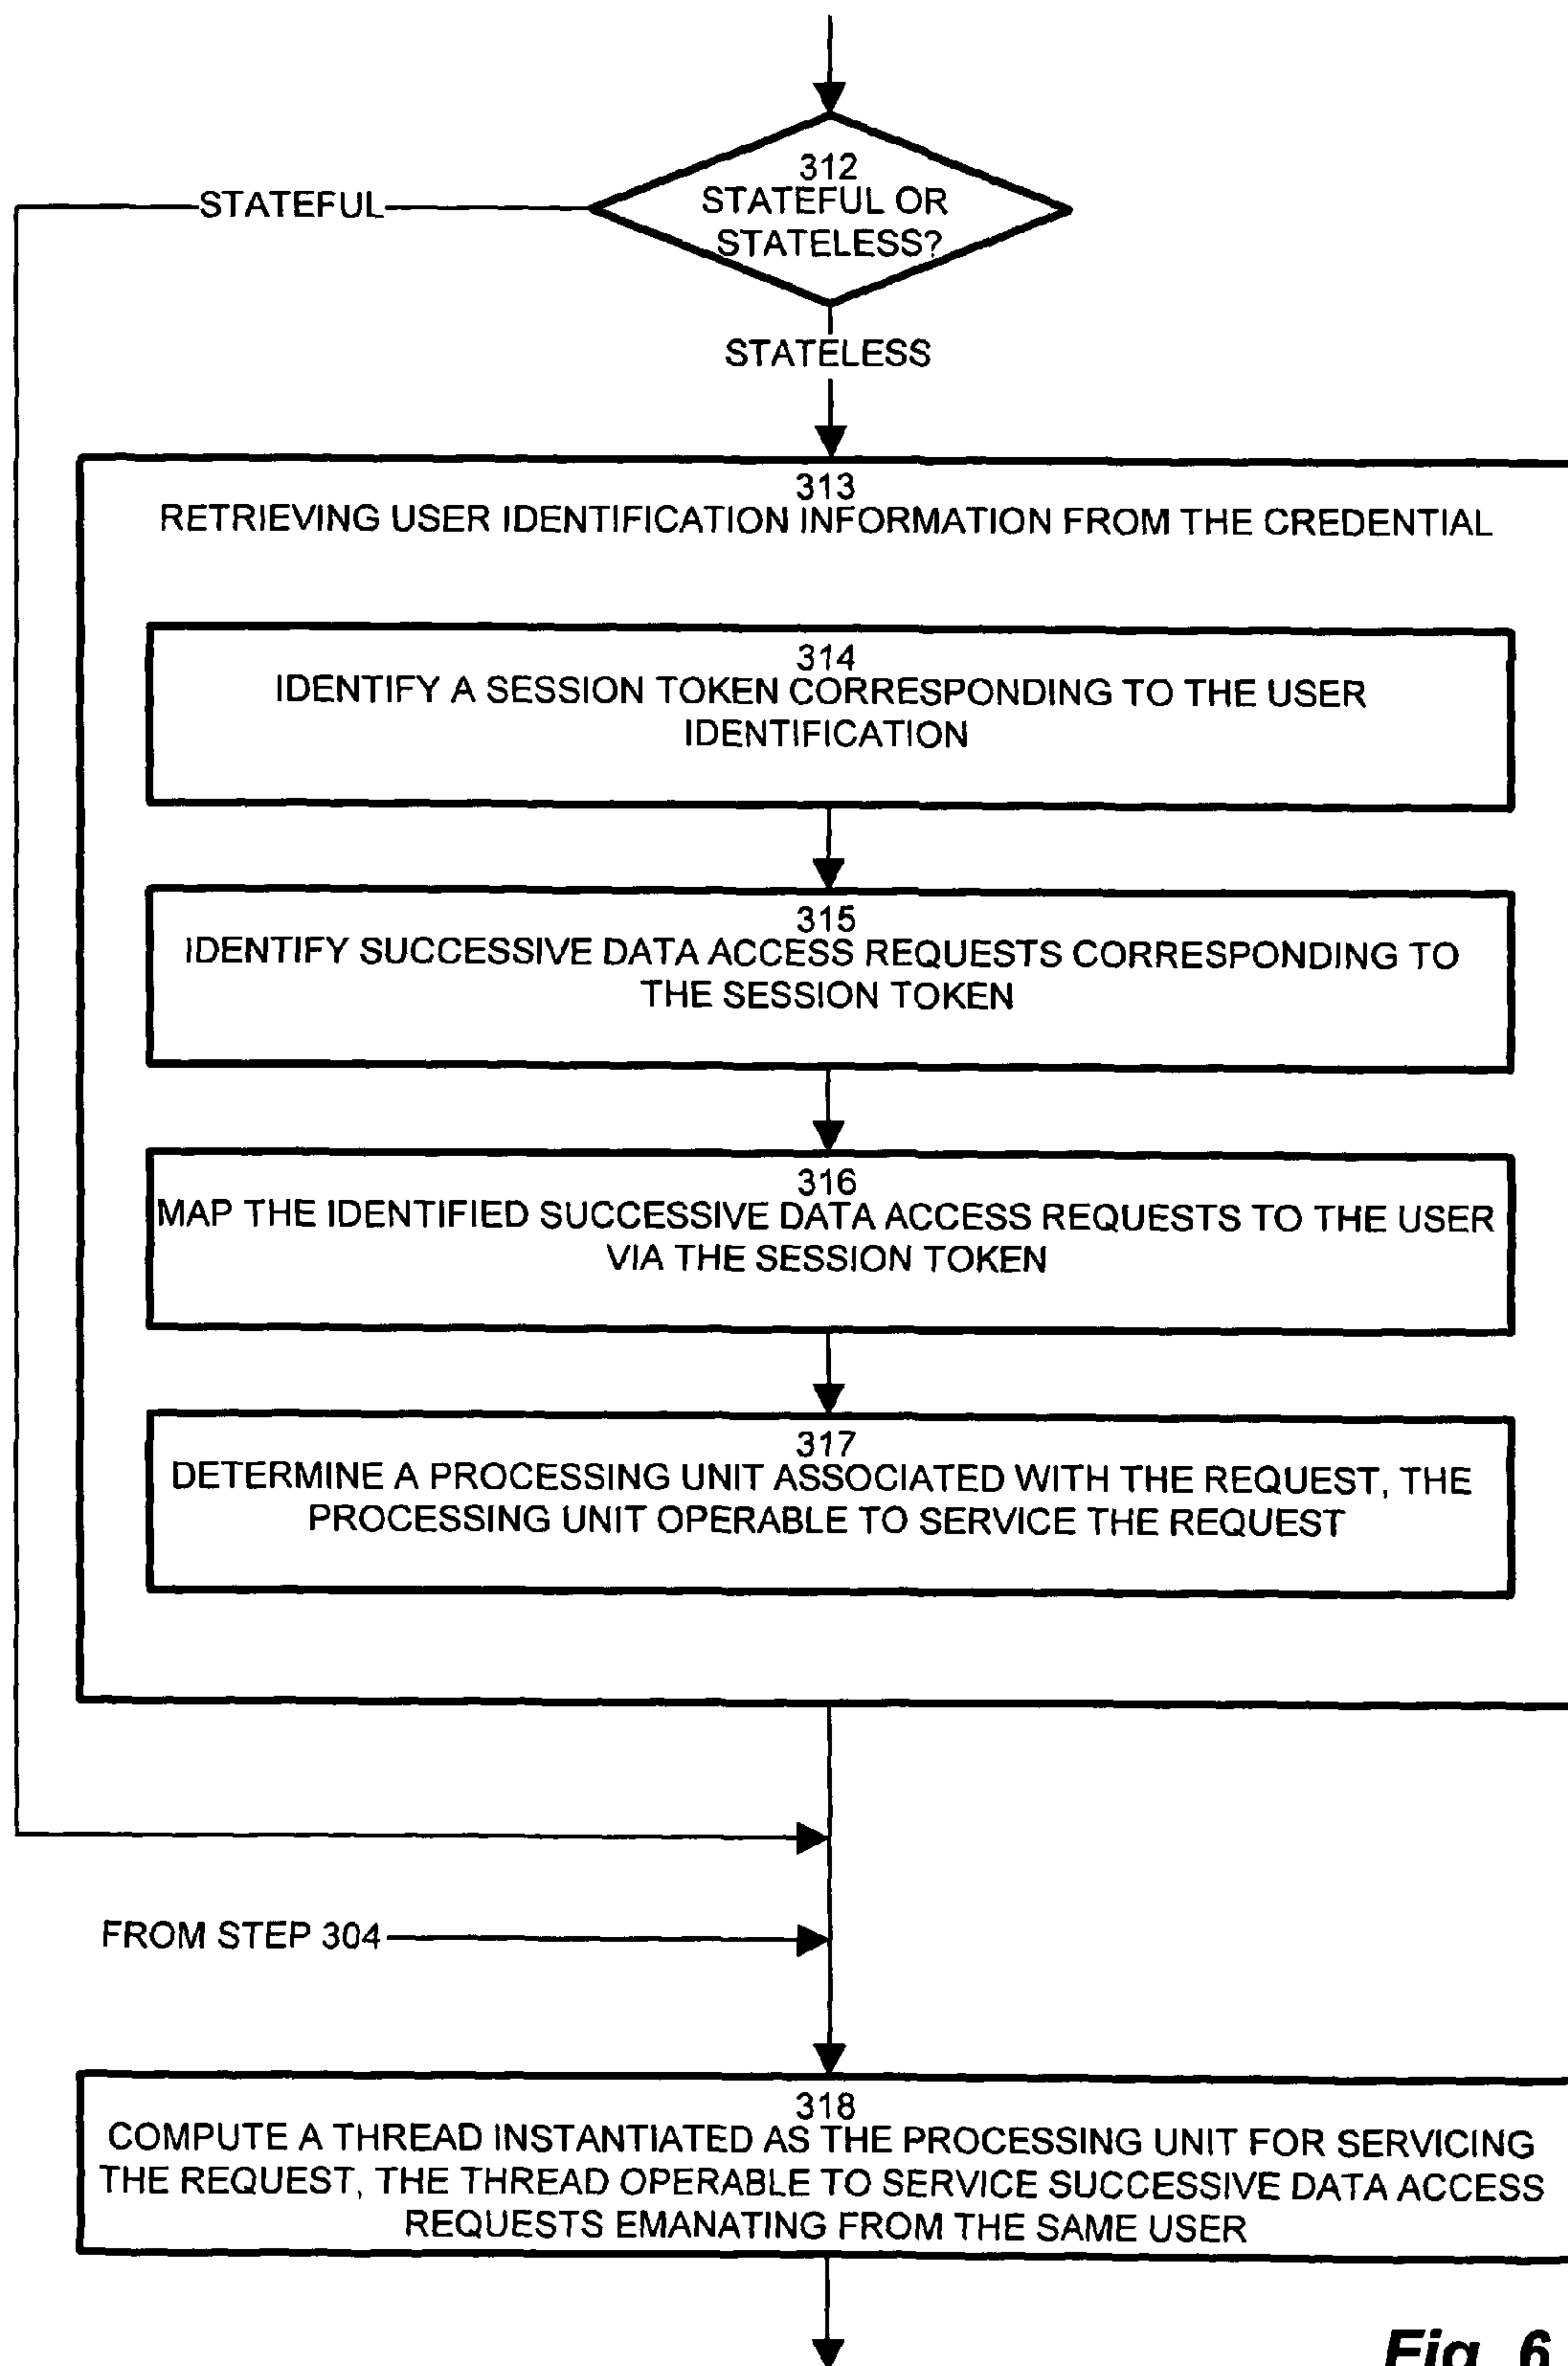 312
STATEFUL OR
STATELESS?
STATEFUL
STATELESS
313
RETRIEVING USER IDENTIFICATION INFORMATION FROM THE CREDENTIAL
314
IDENTIFY A SESSION TOKEN CORRESPONDING TO THE USER
IDENTIFICATION
315
IDENTIFY SUCCESSIVE DATA ACCESS REQUESTS CORRESPONDING TO
THE SESSION TOKEN
316
MAP THE IDENTIFIED SUCCESSIVE DATA ACCESS REQUESTS TO THE USER
VIA THE SESSION TOKEN
317
DETERMINE A PROCESSING UNIT ASSOCIATED WITH THE REQUEST, THE
PROCESSING UNIT OPERABLE TO SERVICE THE REQUEST
FROM STEP 304
318
COMPUTE A THREAD INSTANTIATED AS THE PROCESSING UNIT FOR SERVICING
THE REQUEST, THE THREAD OPERABLE TO SERVICE SUCCESSIVE DATA ACCESS
REQUESTS EMANATING FROM THE SAME USER
Fig. 6